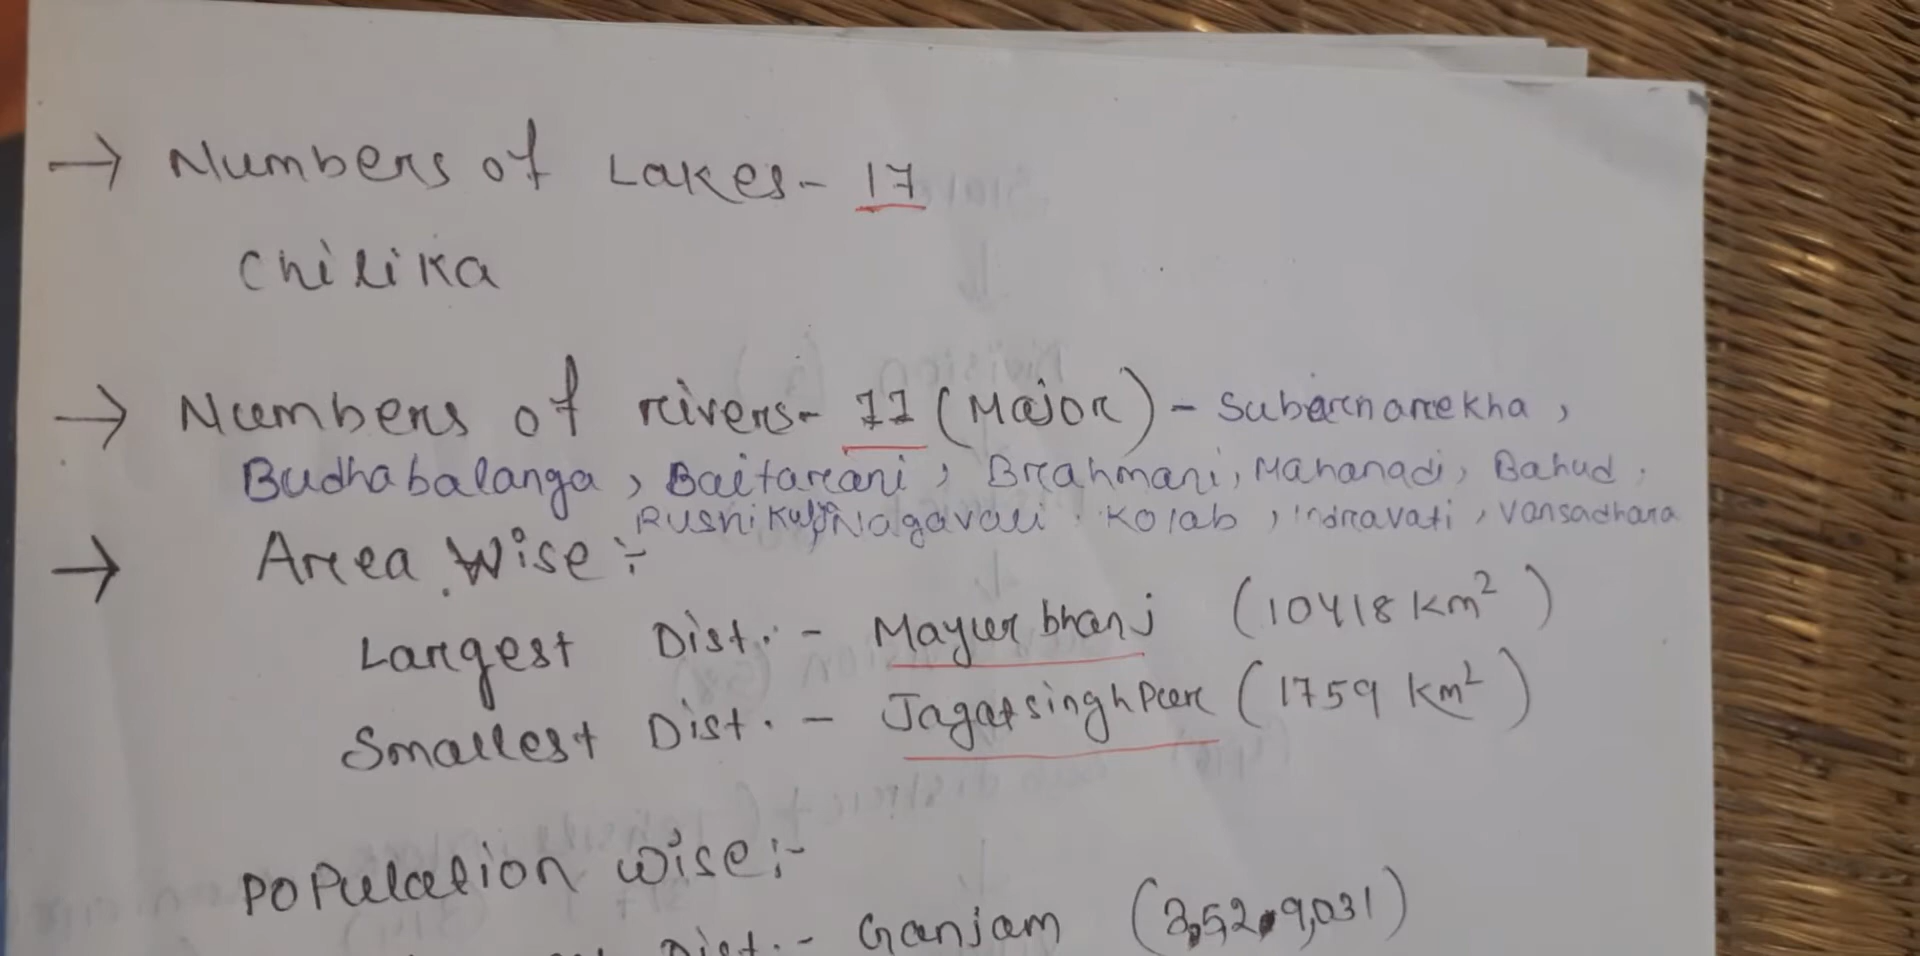 → Numbers of Lakes - 17
Chilika
→ Numbers of rivers - 11 (Major) - Subarnarekha,
Budhabalanga, Baitarani, Brahmani, Mahanadi, Bahud,
Rushikulya, Nagavali, Kolab, Indravati, Vansadhara
→ Area Wise :-
Largest Dist. - Mayurbhanj (10418 Km²)
Smallest Dist. - Jagatsinghpur (1759 Km²)
Population Wise :-
Dist. - Ganjam (3,52,9,031)